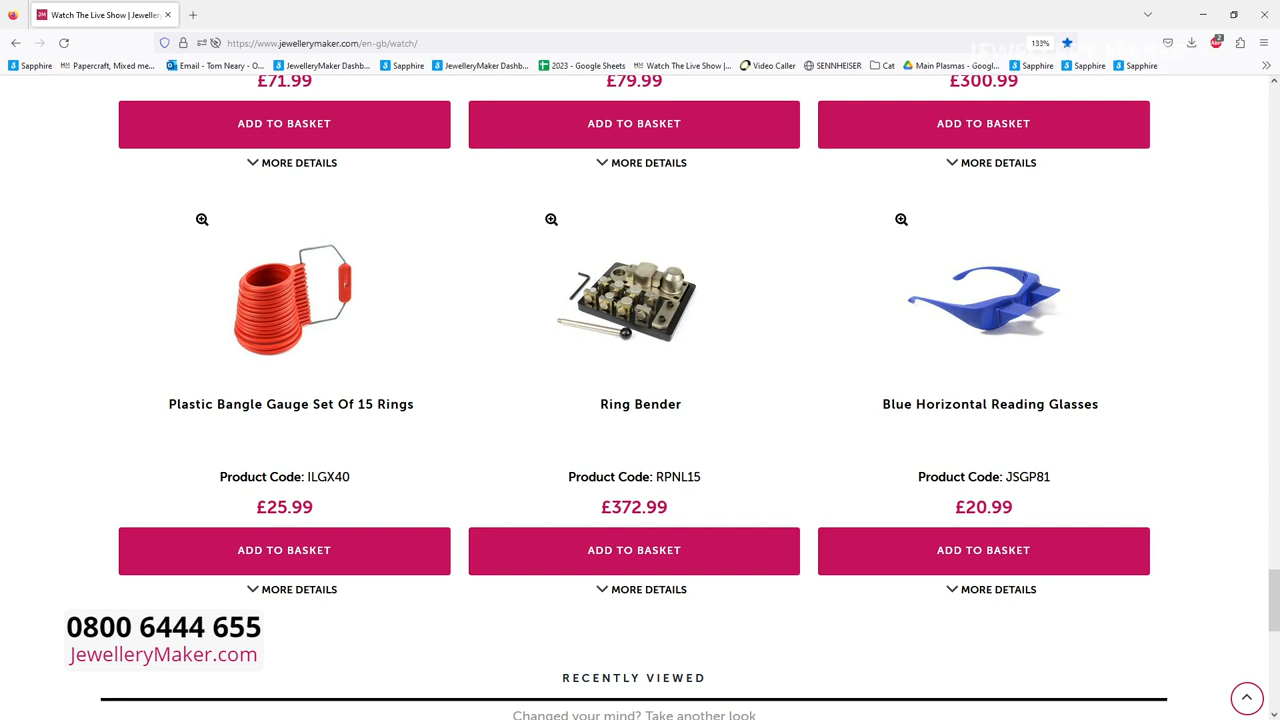 Watch The Live Show | Jeweller
https://www.jewellerymaker.com/en-gb/watch/
133%
2
JEWELLERY MAKER
Sapphire
Papercraft, Mixed me...
Email - Tom Neary - O...
JewelleryMaker Dashb...
Sapphire
JewelleryMaker Dashb...
2023 - Google Sheets
Watch The Live Show |...
Video Caller
SENNHEISER
Cat
Main Plasmas - Googl...
Sapphire
Sapphire
Sapphire
£71.99 £79.99 £300.99
ADD TO BASKET ADD TO BASKET ADD TO BASKET
MORE DETAILS MORE DETAILS MORE DETAILS
Plastic Bangle Gauge Set Of 15 Rings Ring Bender Blue Horizontal Reading Glasses
Product Code: ILGX40 Product Code: RPNL15 Product Code: JSGP81
£25.99 £372.99 £20.99
ADD TO BASKET ADD TO BASKET ADD TO BASKET
MORE DETAILS MORE DETAILS MORE DETAILS
0800 6444 655
JewelleryMaker.com
RECENTLY VIEWED
Changed your mind? Take another look